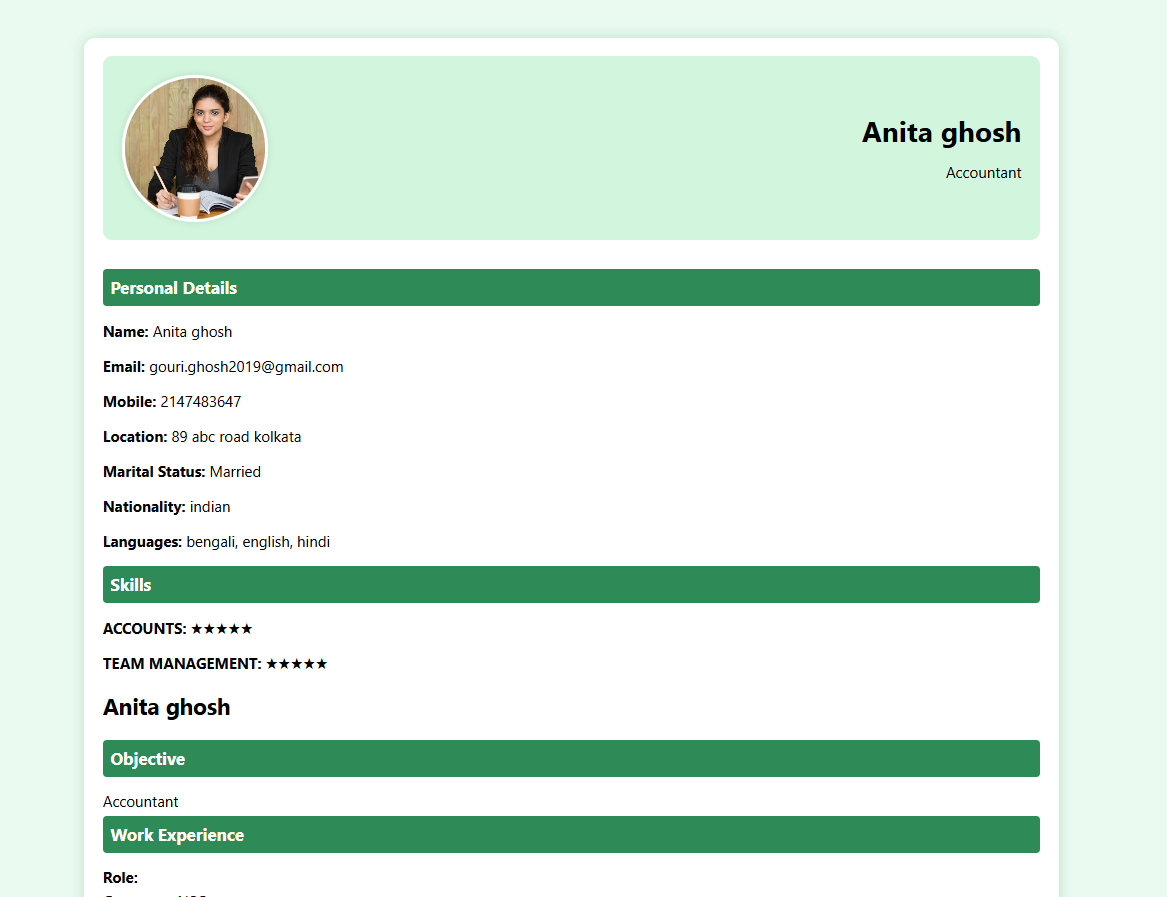 Anita ghosh
Accountant
Personal Details
Name: Anita ghosh
Email: gouri.ghosh2019@gmail.com
Mobile: 2147483647
Location: 89 abc road kolkata
Marital Status: Married
Nationality: indian
Languages: bengali, english, hindi
Skills
ACCOUNTS: ★★★★★
TEAM MANAGEMENT: ★★★★★
Anita ghosh
Objective
Accountant
Work Experience
Role: